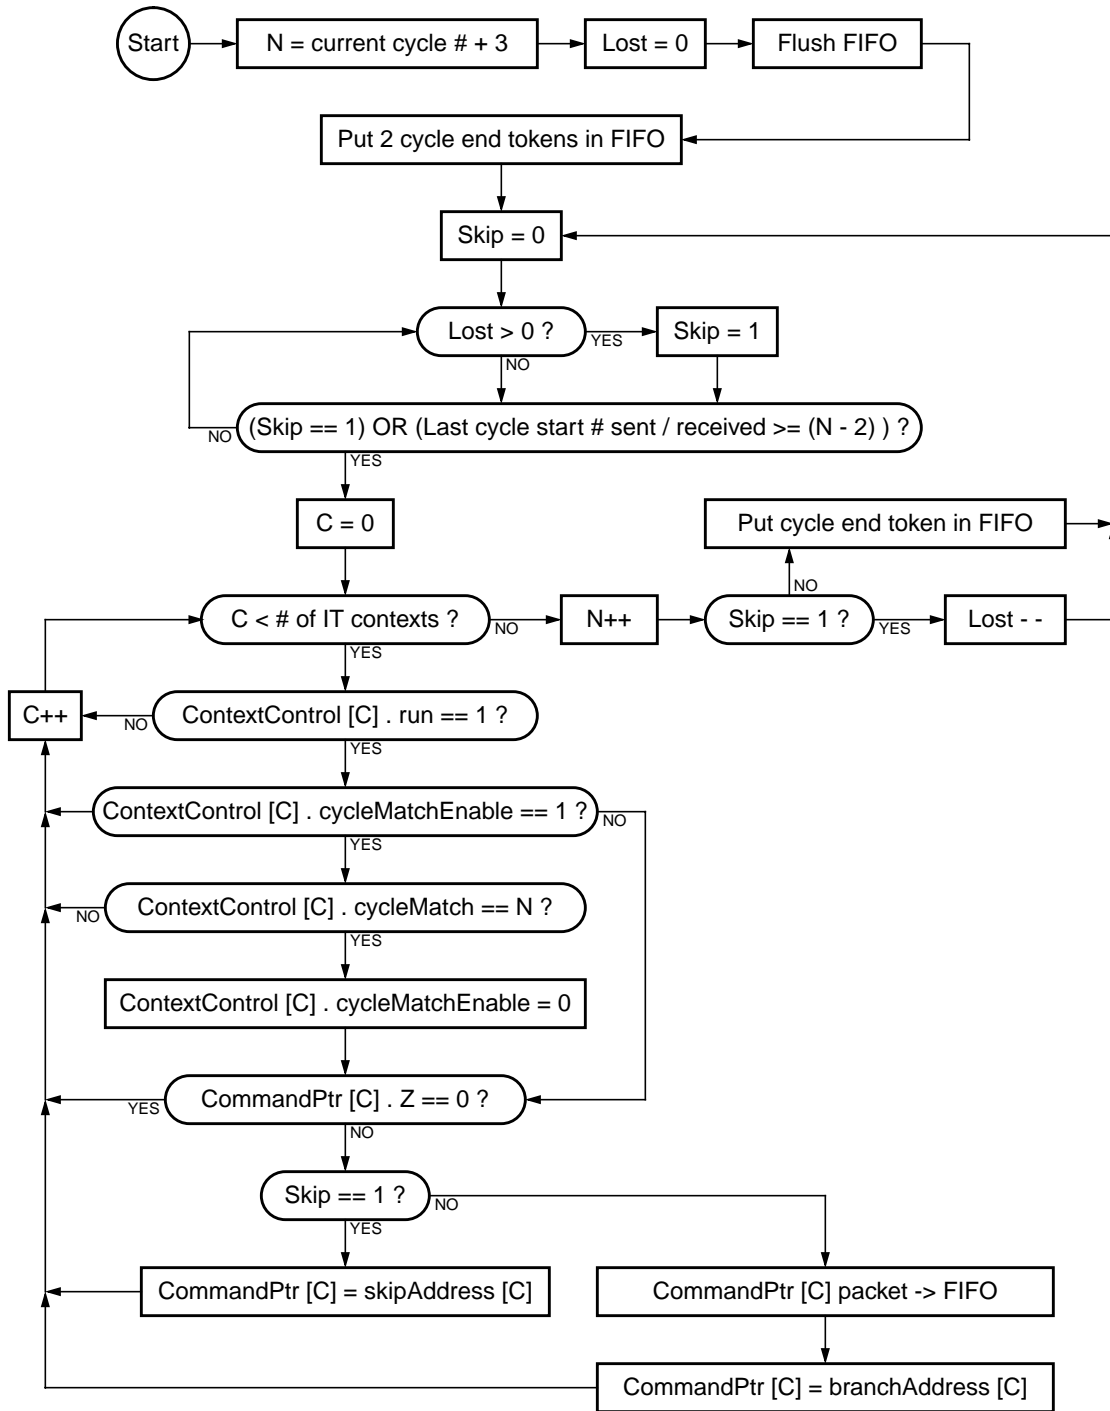 Start
N = current cycle # + 3
Lost = 0
Flush FIFO
Put 2 cycle end tokens in FIFO
Skip = 0
Lost > 0 ?
YES
Skip = 1
NO
(Skip == 1) OR (Last cycle start # sent / received >= (N - 2) ) ?
NO
YES
C = 0
Put cycle end token in FIFO
NO
C < # of IT contexts ?
NO
N++
Skip == 1 ?
YES
Lost - -
YES
C++
NO
ContextControl [C] . run == 1 ?
YES
ContextControl [C] . cycleMatchEnable == 1 ?
NO
YES
ContextControl [C] . cycleMatch == N ?
NO
YES
ContextControl [C] . cycleMatchEnable = 0
CommandPtr [C] . Z == 0 ?
YES
NO
Skip == 1 ?
NO
YES
CommandPtr [C] = skipAddress [C]
CommandPtr [C] packet -> FIFO
CommandPtr [C] = branchAddress [C]